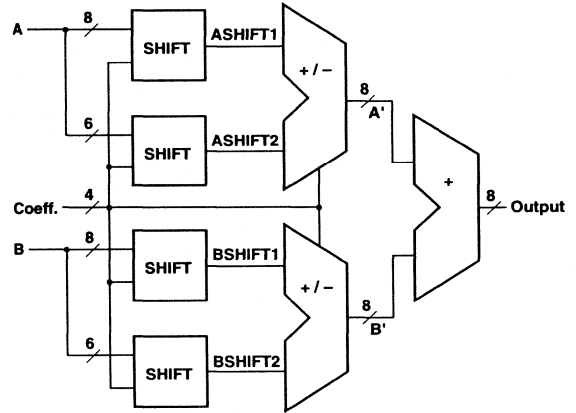 A
8
SHIFT
ASHIFT1
+ / −
8
A'
6
SHIFT
ASHIFT2
+
8
Output
Coeff.
4
B
8
SHIFT
BSHIFT1
+ / −
8
B'
6
SHIFT
BSHIFT2